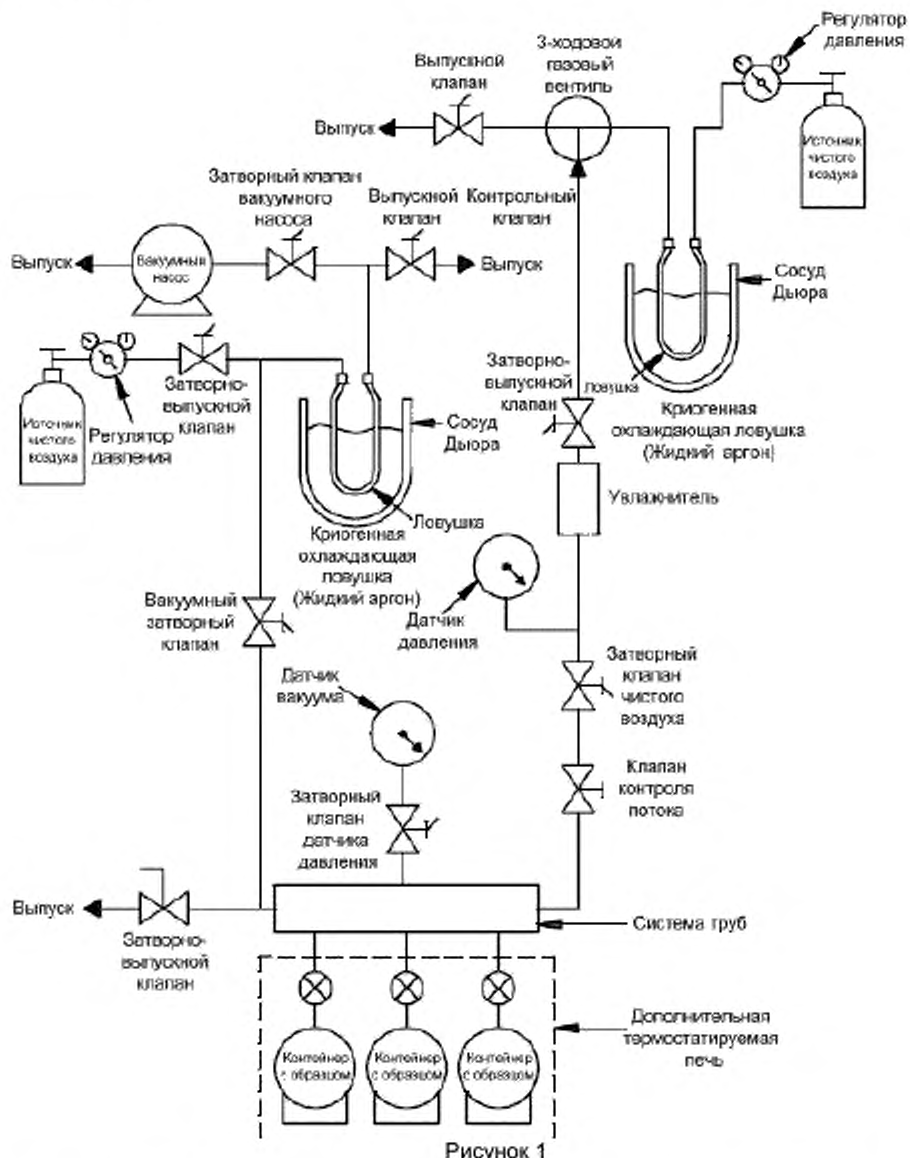 Регулятор
давления
3-ходовой
газовый
вентиль
Выпускной
клапан
Выпуск
Источник
чистого
воздуха
Затворный клапан
вакуумного
насоса
Выпускной
клапан
Контрольный
клапан
Выпуск
Вакуумный
насос
Выпуск
Сосуд
Дьюра
Затворно-
выпускной
клапан
Ловушка
Криогенная
охлаждающая ловушка
(Жидкий аргон)
Источник
чистого
воздуха
Регулятор
давления
Затворно-
выпускной
клапан
Сосуд
Дьюра
Ловушка
Криогенная
охлаждающая
ловушка
(Жидкий аргон)
Увлажнитель
Датчик
давления
Вакуумный
затворный
клапан
Затворный
клапан
чистого
воздуха
Датчик
вакуума
Клапан
контроля
потока
Затворный
клапан
датчика
давления
Выпуск
Затворно-
выпускной
клапан
Система труб
Дополнительная
термостатируемая
печь
Контейнер
с образцом
Контейнер
с образцом
Контейнер
с образцом
Рисунок 1